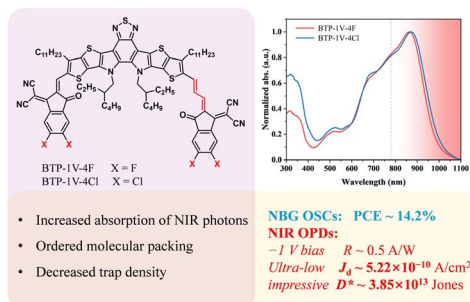 C₁₁H₂₃
C₁₁H₂₃
N
S
N
S
S
S
S
N
N
NC
CN
O
C₂H₅
C₄H₉
C₂H₅
C₄H₉
O
CN
CN
X
X
X
X
BTP-1V-4F X = F
BTP-1V-4Cl X = Cl
BTP-1V-4F
BTP-1V-4Cl
Normalized abs. (a.u.)
1.0
0.8
0.6
0.4
0.2
0.0
300 400 500 600 700 800 900 1000 1100
Wavelength (nm)
• Increased absorption of NIR photons
• Ordered molecular packing
• Decreased trap density
NBG OSCs: PCE ~ 14.2%
NIR OPDs:
−1 V bias R ~ 0.5 A/W
Ultra-low J_d ~ 5.22×10⁻¹⁰ A/cm²
impressive D* ~ 3.85×10¹³ Jones